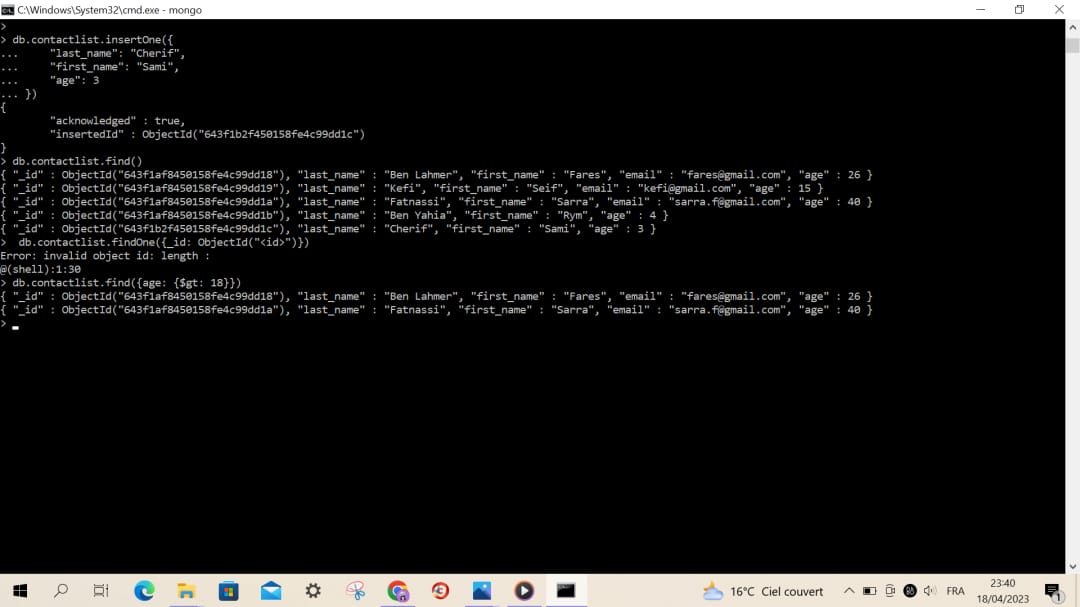 C:\Windows\System32\cmd.exe - mongo
>
> db.contactlist.insertOne({
...     "last_name": "Cherif",
...     "first_name": "Sami",
...     "age": 3
... })
{
        "acknowledged" : true,
        "insertedId" : ObjectId("643f1b2f450158fe4c99dd1c")
}
> db.contactlist.find()
{ "_id" : ObjectId("643f1af8450158fe4c99dd18"), "last_name" : "Ben Lahmer", "first_name" : "Fares", "email" : "fares@gmail.com", "age" : 26 }
{ "_id" : ObjectId("643f1af8450158fe4c99dd19"), "last_name" : "Kefi", "first_name" : "Seif", "email" : "kefi@gmail.com", "age" : 15 }
{ "_id" : ObjectId("643f1af8450158fe4c99dd1a"), "last_name" : "Fatnassi", "first_name" : "Sarra", "email" : "sarra.f@gmail.com", "age" : 40 }
{ "_id" : ObjectId("643f1af8450158fe4c99dd1b"), "last_name" : "Ben Yahia", "first_name" : "Rym", "age" : 4 }
{ "_id" : ObjectId("643f1b2f450158fe4c99dd1c"), "last_name" : "Cherif", "first_name" : "Sami", "age" : 3 }
>  db.contactlist.findOne({_id: ObjectId("<id>")})
Error: invalid object id: length :
@(shell):1:30
> db.contactlist.find({age: {$gt: 18}})
{ "_id" : ObjectId("643f1af8450158fe4c99dd18"), "last_name" : "Ben Lahmer", "first_name" : "Fares", "email" : "fares@gmail.com", "age" : 26 }
{ "_id" : ObjectId("643f1af8450158fe4c99dd1a"), "last_name" : "Fatnassi", "first_name" : "Sarra", "email" : "sarra.f@gmail.com", "age" : 40 }
>
16°C Ciel couvert
FRA
23:40
18/04/2023
1